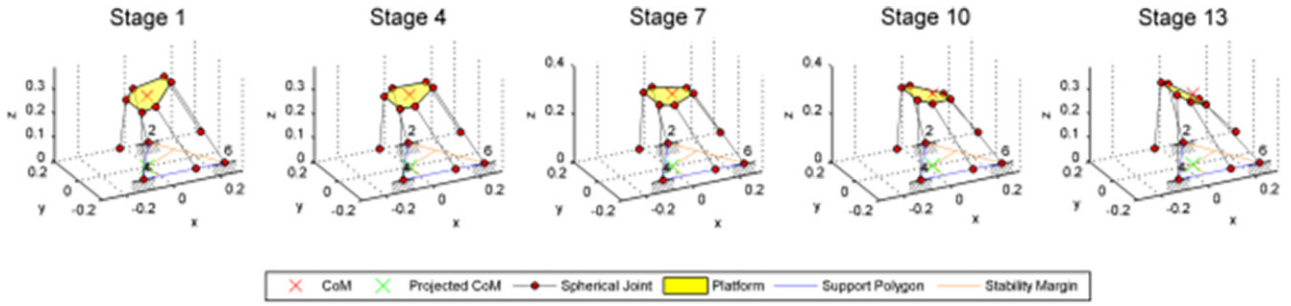 Stage 1 Stage 4 Stage 7 Stage 10 Stage 13
0.4 0.4
0.3 0.3 0.3
0.2 0.2 0.2 0.2 0.2
0.1 0.1 0.1
z z z z z
2 2 2 2 2
6 6 6 6 6
0 0 0 0 0
0.2 0.2 0.2 0.2 0.2
0 0 0 0 0
-0.2 -0.2 -0.2 -0.2 -0.2
y y y y y
-0.2 0 0.2 -0.2 0 0.2 -0.2 0 0.2 -0.2 0 0.2 -0.2 0 0.2
x x x x x
CoM Projected CoM Spherical Joint Platform Support Polygon Stability Margin